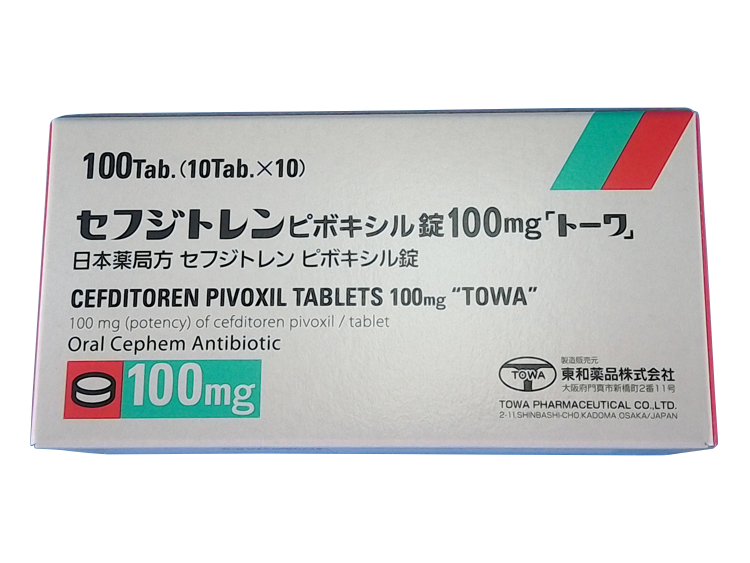 100Tab.(10Tab.×10)
セフジトレンピボキシル錠100mg「トーワ」
日本薬局方 セフジトレン ピボキシル錠
CEFDITOREN PIVOXIL TABLETS 100mg "TOWA"
100 mg (potency) of cefditoren pivoxil / tablet
Oral Cephem Antibiotic
100mg
TOWA
製造販売元
東和薬品株式会社
大阪府門真市新橋町2番11号
TOWA PHARMACEUTICAL CO.,LTD.
2-11,SHINBASHI-CHO,KADOMA OSAKA/JAPAN